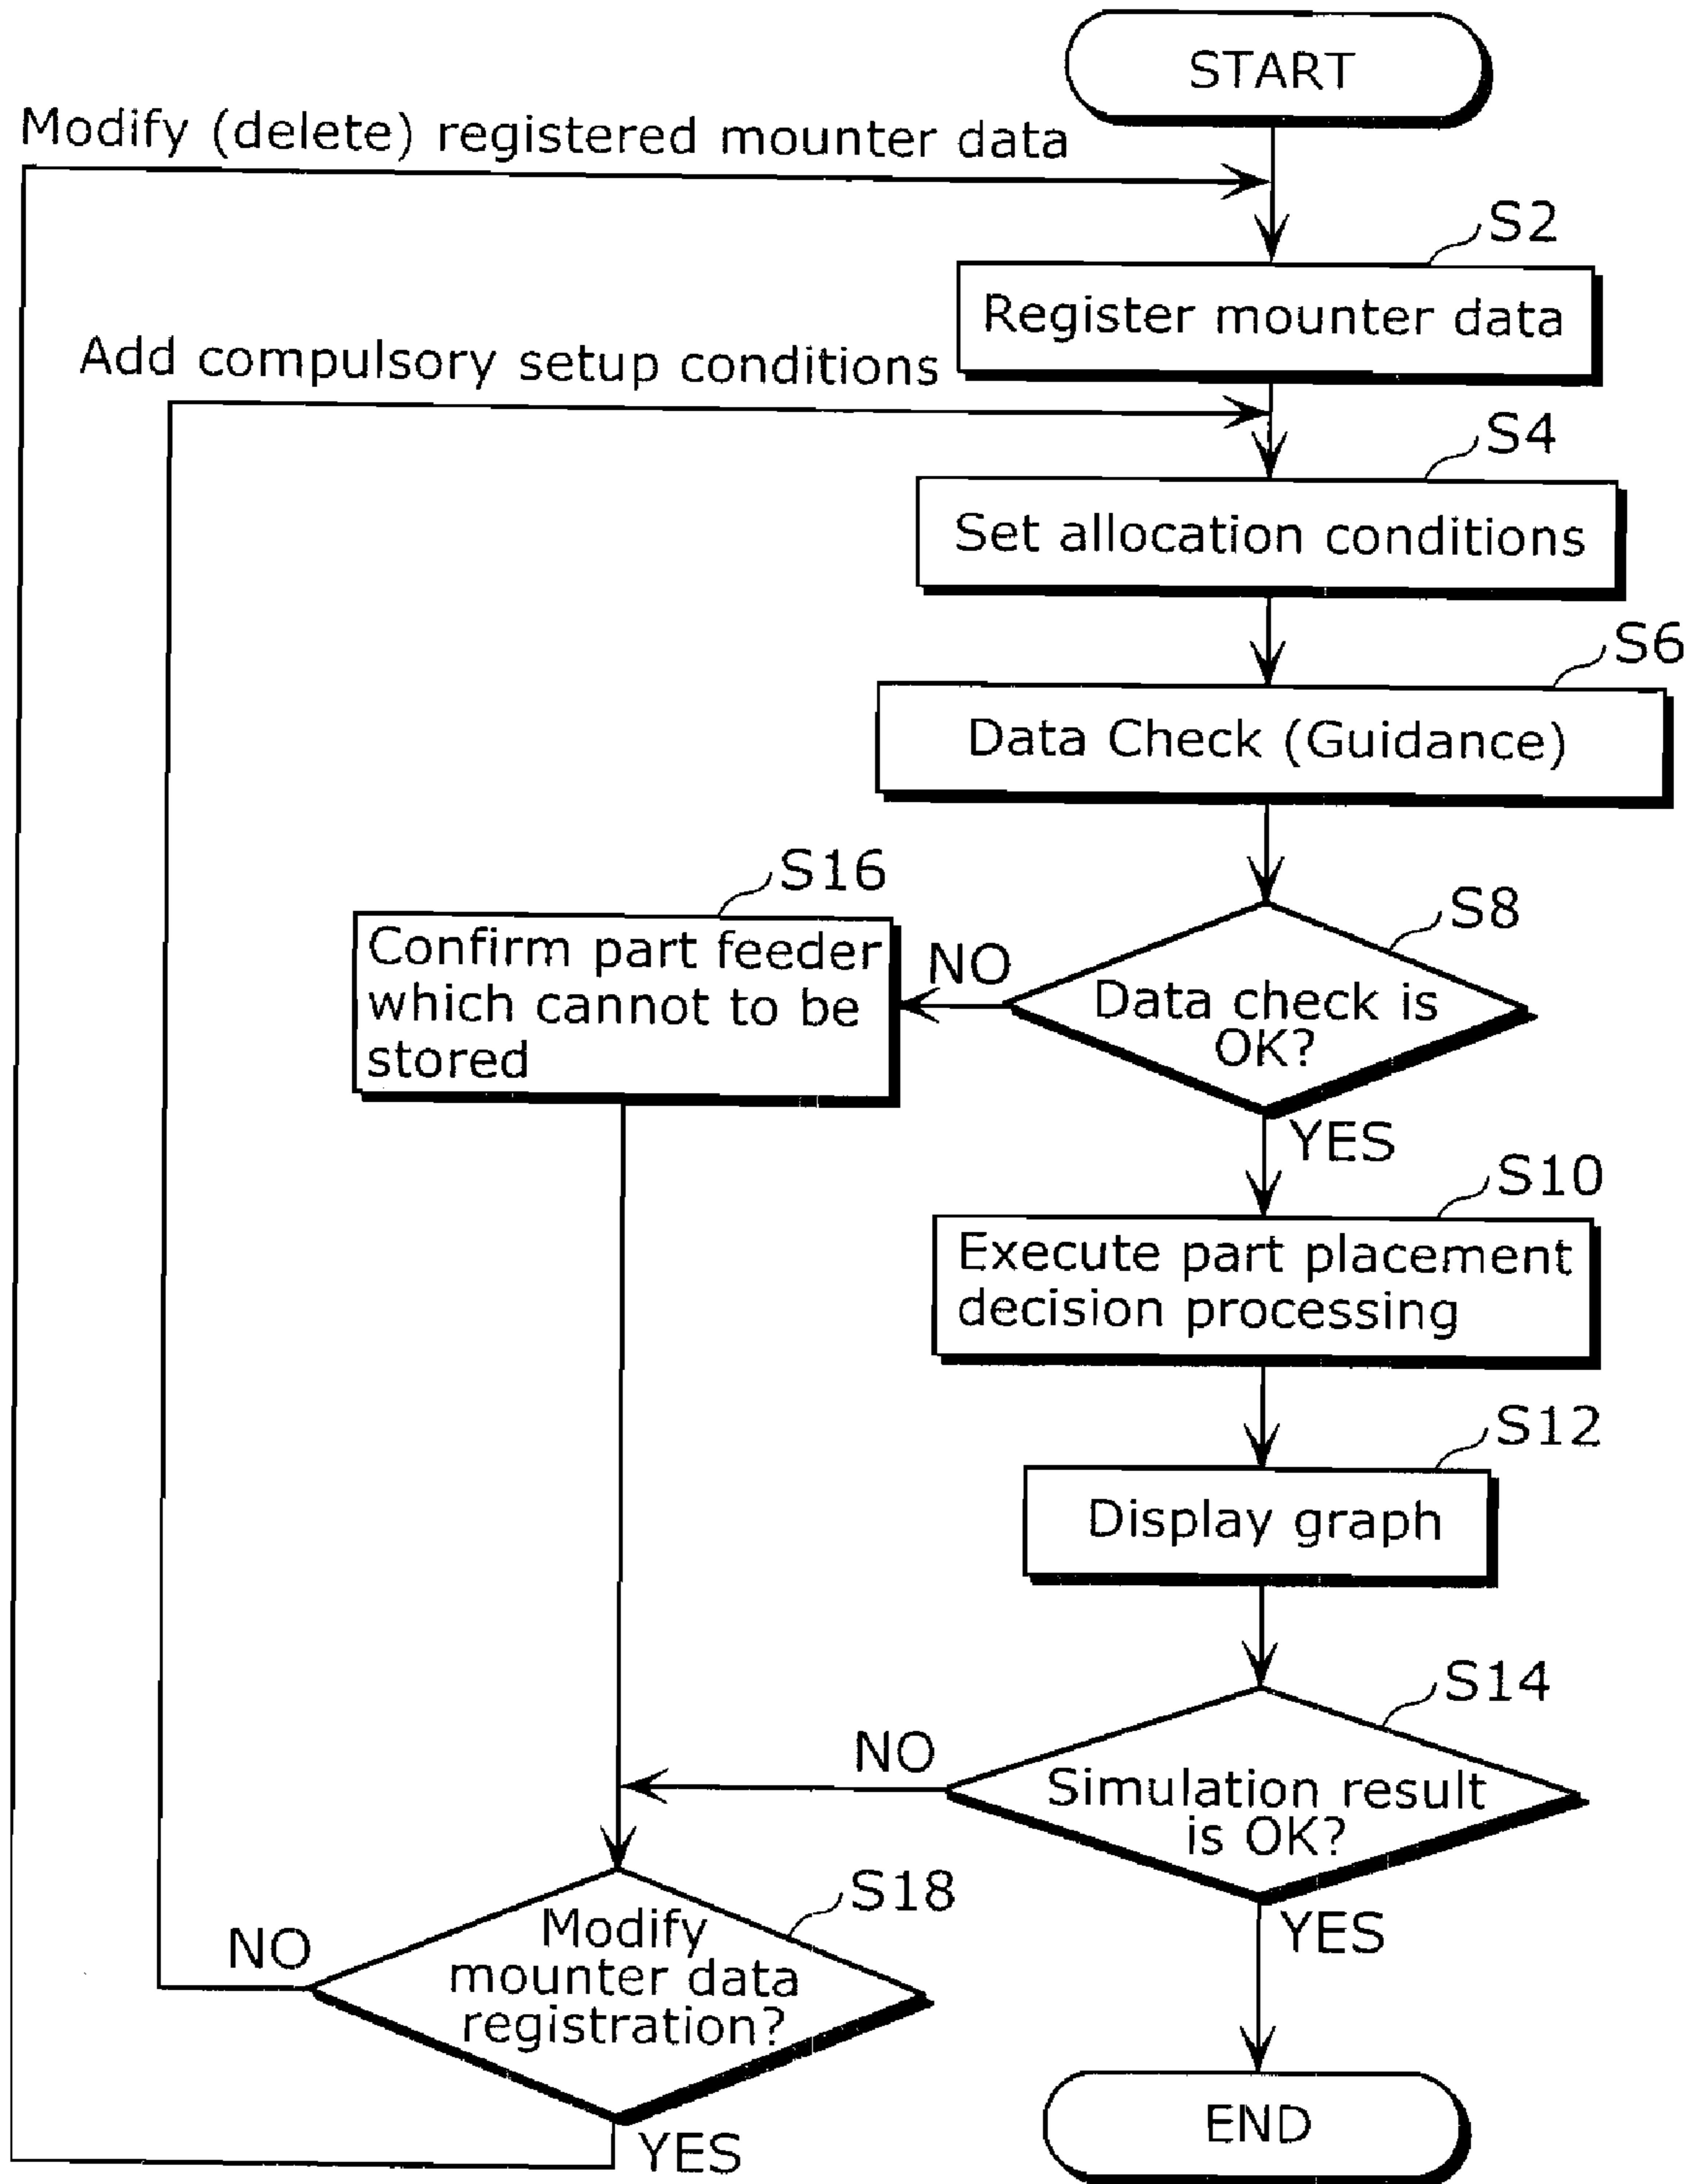 START
Modify (delete) registered mounter data
S2
Register mounter data
Add compulsory setup conditions
S4
Set allocation conditions
S6
Data Check (Guidance)
S16
Confirm part feeder
which cannot to be
stored
NO
S8
Data check is
OK?
YES
S10
Execute part placement
decision processing
S12
Display graph
S14
NO
Simulation result
is OK?
YES
S18
NO
Modify
mounter data
registration?
YES
END